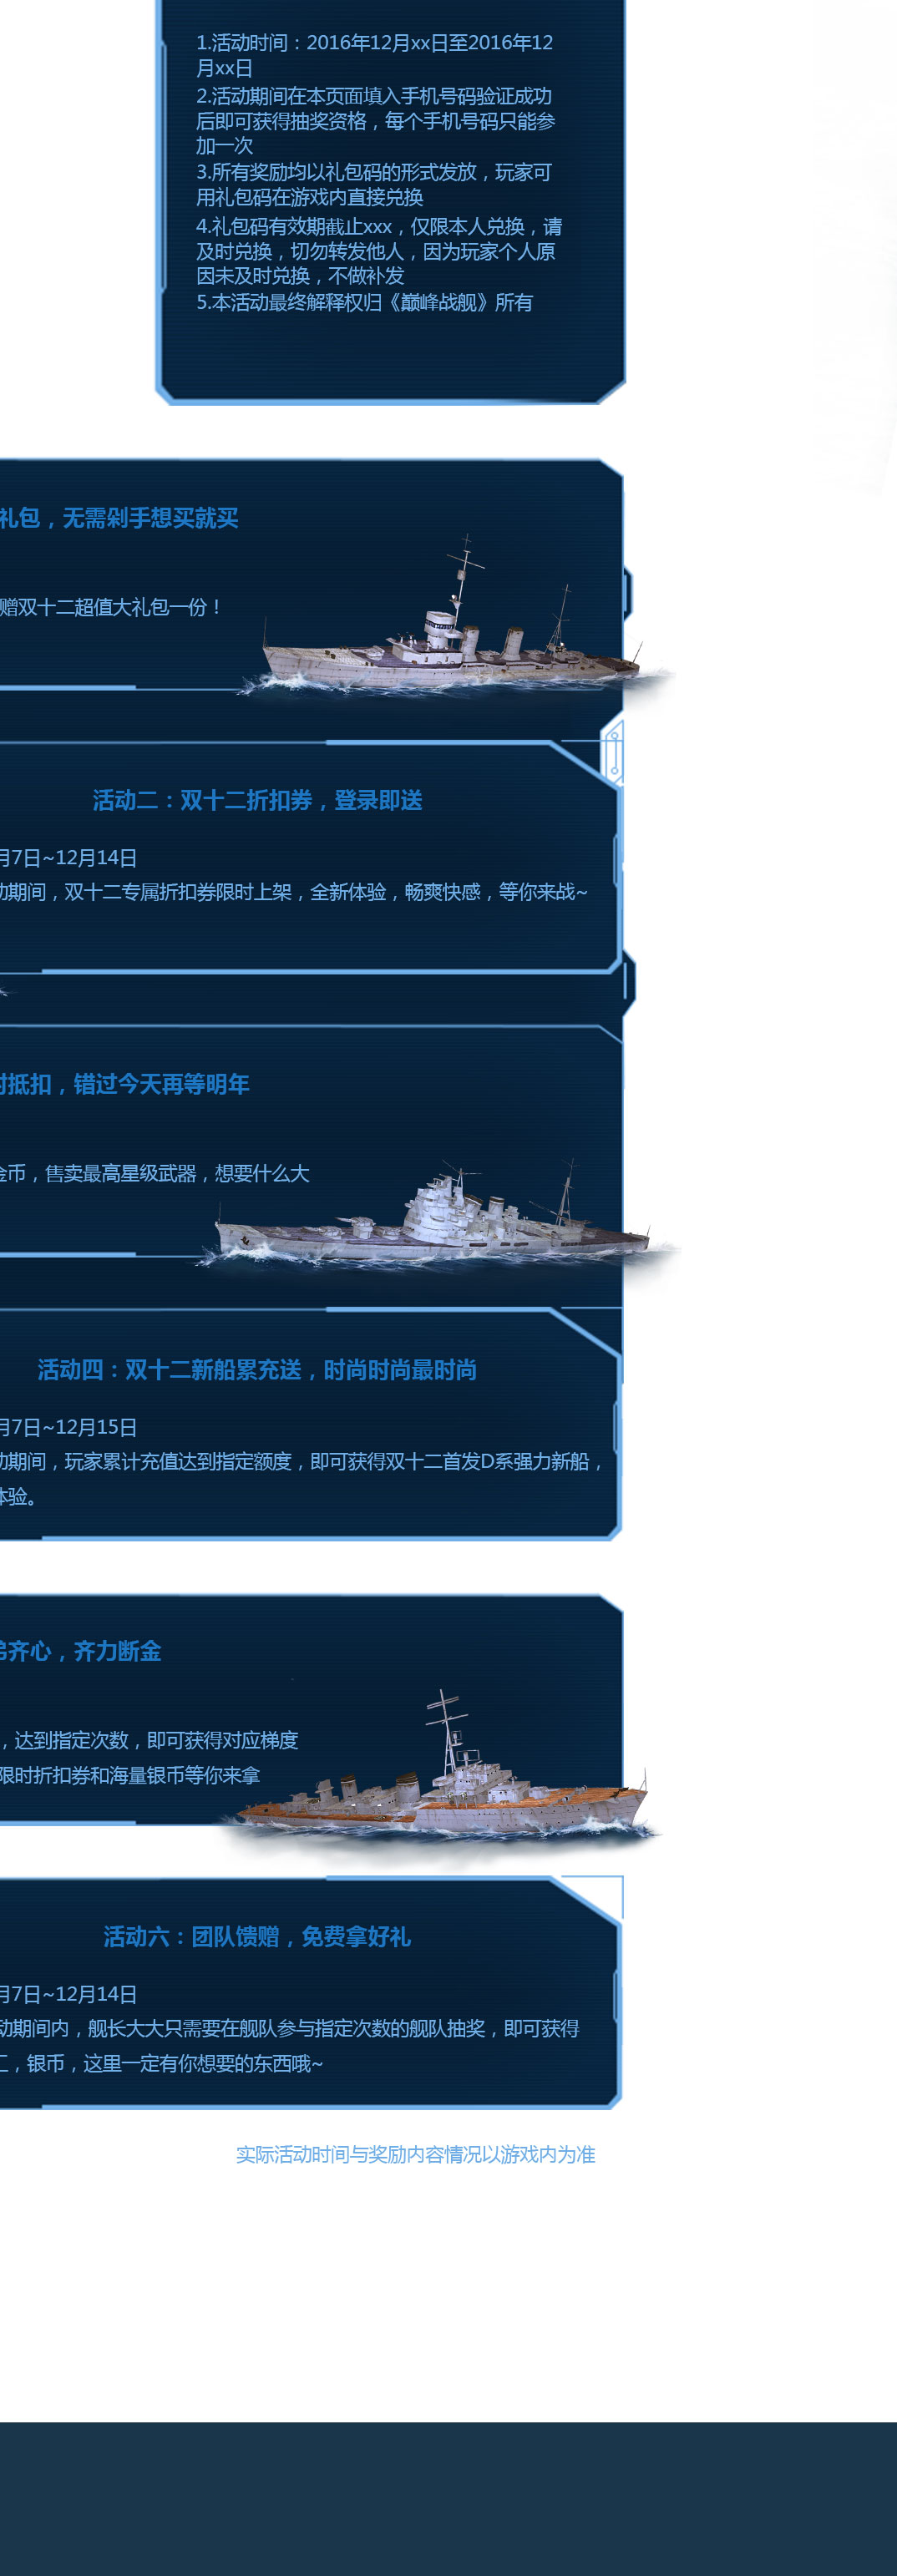 1.活动时间：2016年12月xx日至2016年12
月xx日
2.活动期间在本页面填入手机号码验证成功
后即可获得抽奖资格，每个手机号码只能参
加一次
3.所有奖励均以礼包码的形式发放，玩家可
用礼包码在游戏内直接兑换
4.礼包码有效期截止xxx，仅限本人兑换，请
及时兑换，切勿转发他人，因为玩家个人原
因未及时兑换，不做补发
5.本活动最终解释权归《巅峰战舰》所有
礼包，无需剁手想买就买
赠双十二超值大礼包一份！
活动二：双十二折扣券，登录即送
月7日~12月14日
动期间，双十二专属折扣券限时上架，全新体验，畅爽快感，等你来战~
时抵扣，错过今天再等明年
金币，售卖最高星级武器，想要什么大
活动四：双十二新船累充送，时尚时尚最时尚
月7日~12月15日
动期间，玩家累计充值达到指定额度，即可获得双十二首发D系强力新船，
体验。
弟齐心，齐力断金
，达到指定次数，即可获得对应梯度
限时折扣券和海量银币等你来拿
活动六：团队馈赠，免费拿好礼
月7日~12月14日
动期间内，舰长大大只需要在舰队参与指定次数的舰队抽奖，即可获得
，银币，这里一定有你想要的东西哦~
实际活动时间与奖励内容情况以游戏内为准